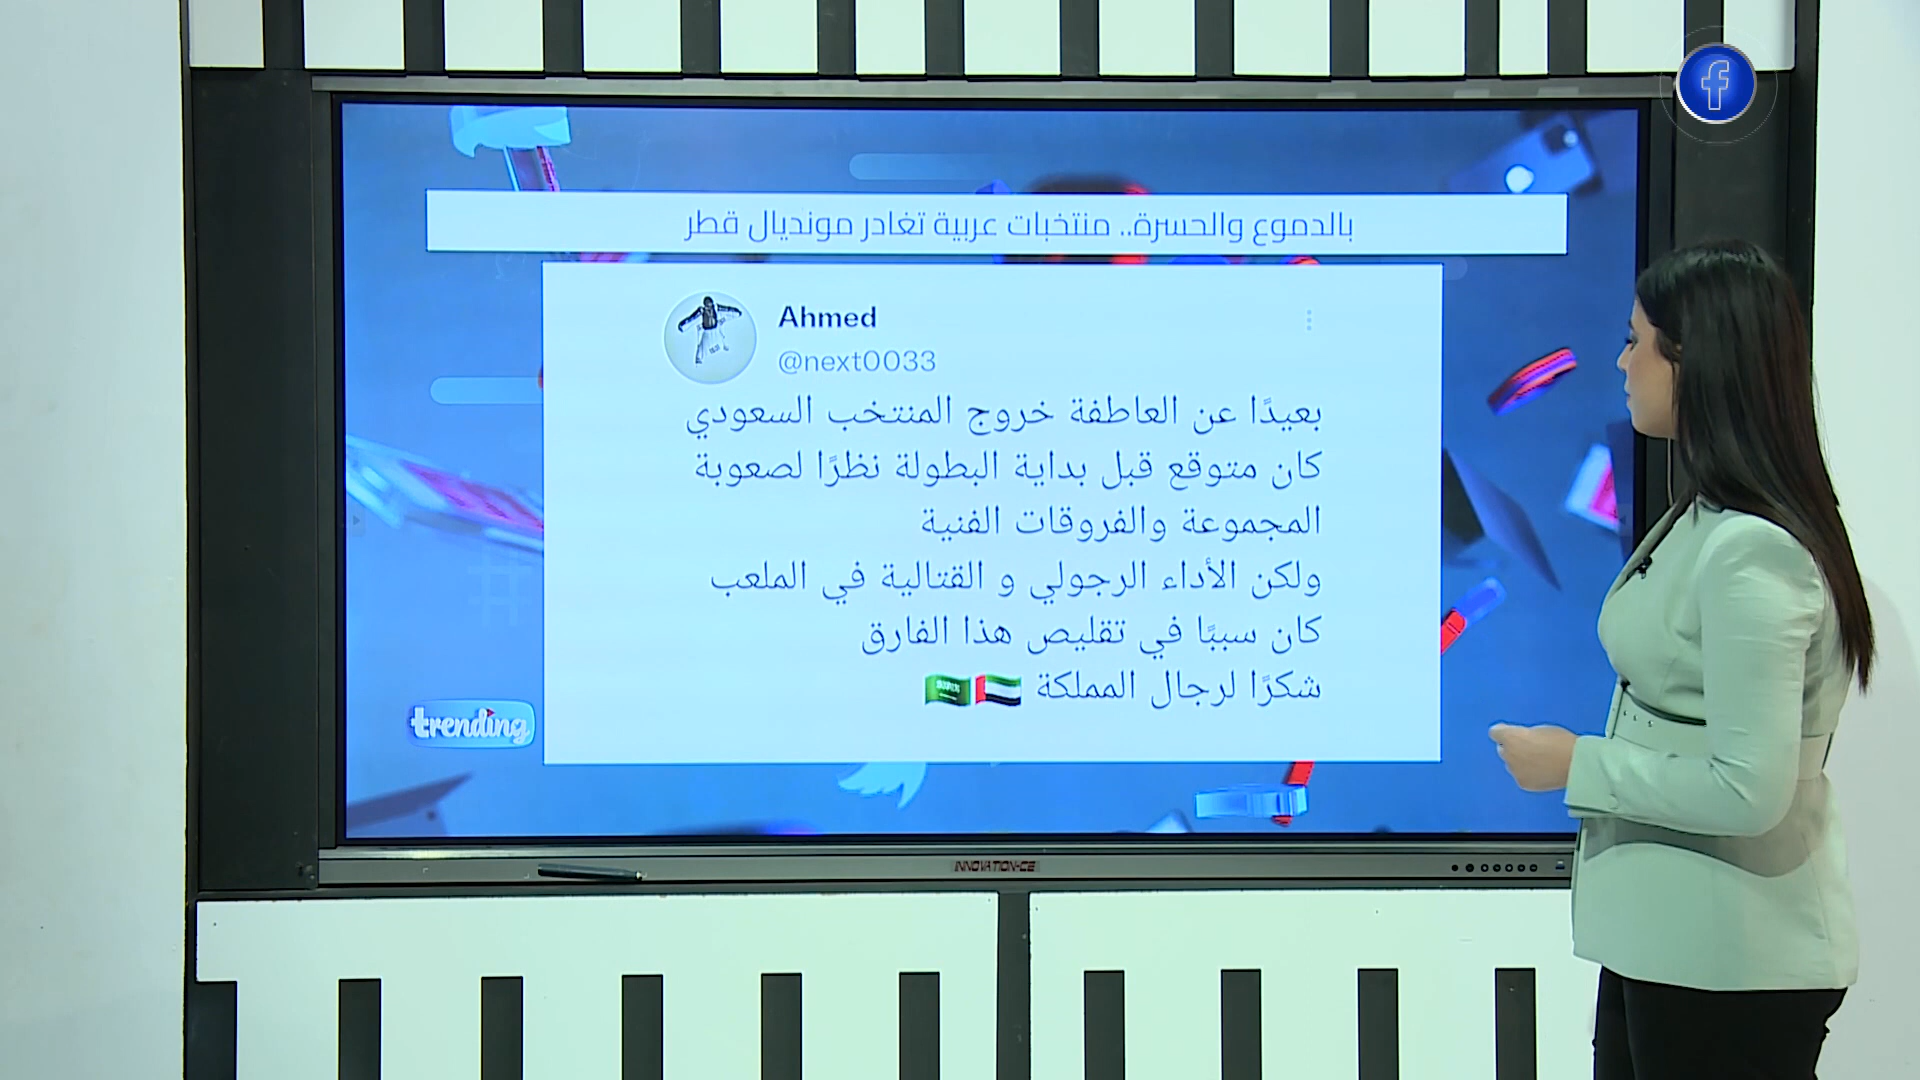 بالدموع والحسرة.. منتخبات عربية تغادر مونديال قطر
Ahmed
@next0033
بعيدًا عن العاطفة خروج المنتخب السعودي
كان متوقع قبل بداية البطولة نظرًا لصعوبة
المجموعة والفروقات الفنية
ولكن الأداء الرجولي و القتالية في الملعب
كان سببًا في تقليص هذا الفارق
شكرًا لرجال المملكة 🇦🇪🇸🇦
trending
INNOVATION-CE